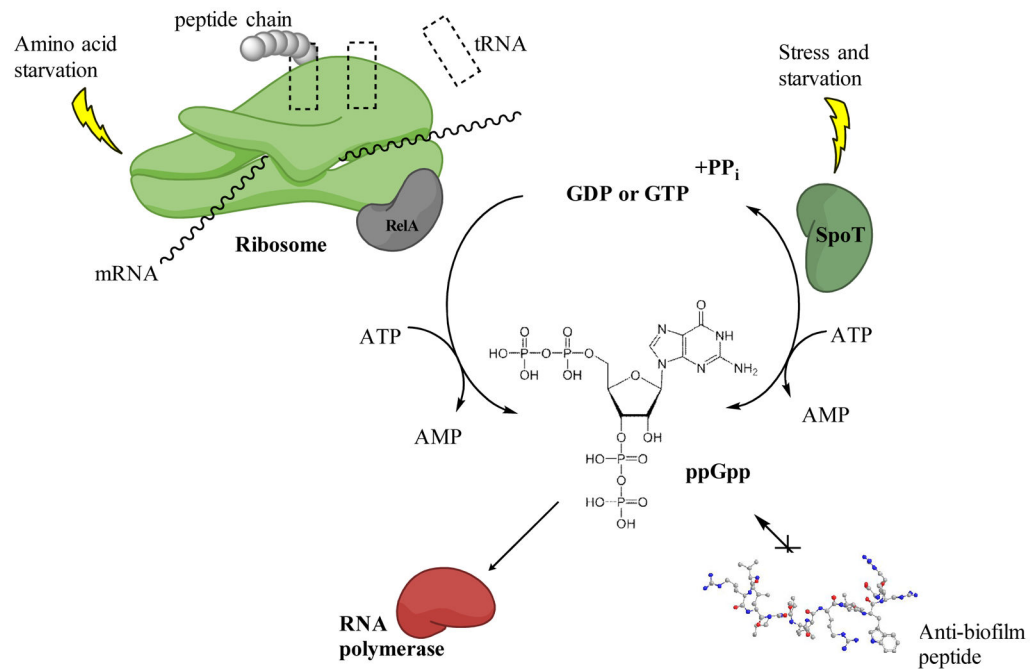 peptide chain
Amino acid
starvation
tRNA
Stress and
starvation
+PPi
GDP or GTP
RelA
SpoT
Ribosome
mRNA
ATP
AMP
ATP
AMP
O
N
NH
N
N
NH2
O
O
HO
P
O
P
O
OH
OH
O
O
OH
HO
P
O
O
HO
P
O
OH
ppGpp
RNA
polymerase
Anti-biofilm
peptide